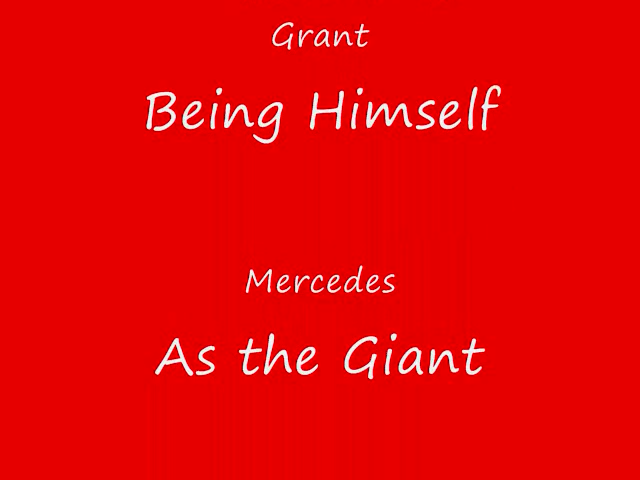 Grant
Being Himself
Mercedes
As the Giant